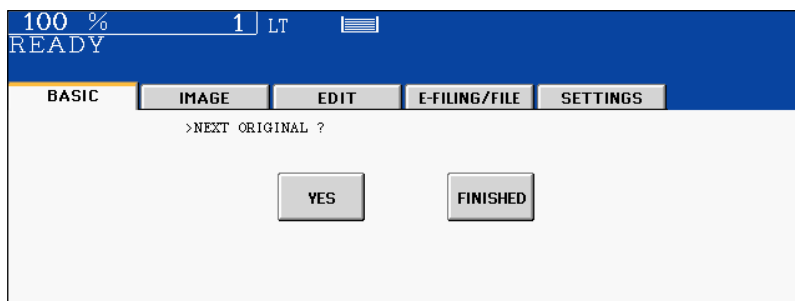 100 % 1 LT
READY
BASIC IMAGE EDIT E-FILING/FILE SETTINGS
>NEXT ORIGINAL ?
YES FINISHED